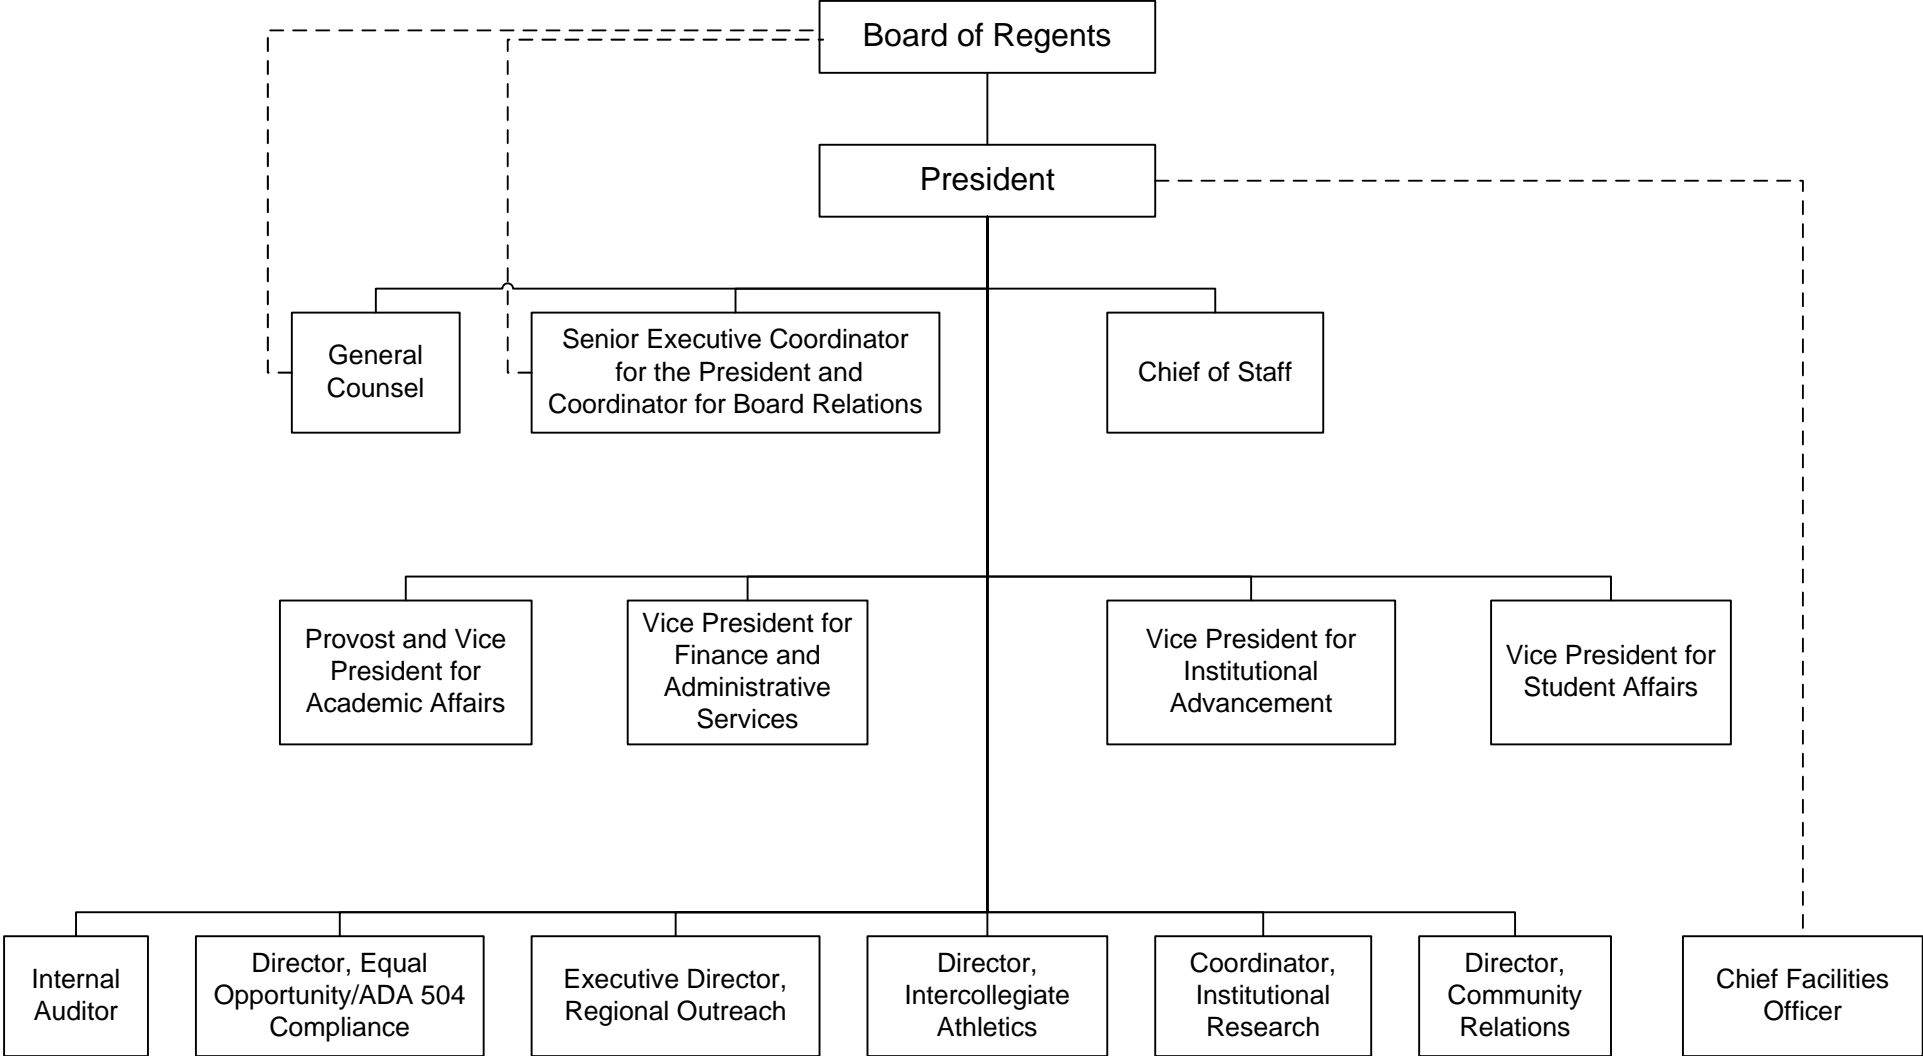 Board of Regents
President
General
Counsel
Senior Executive Coordinator
for the President and
Coordinator for Board Relations
Chief of Staff
Provost and Vice
President for
Academic Affairs
Vice President for
Finance and
Administrative
Services
Vice President for
Institutional
Advancement
Vice President for
Student Affairs
Internal
Auditor
Director, Equal
Opportunity/ADA 504
Compliance
Executive Director,
Regional Outreach
Director,
Intercollegiate
Athletics
Coordinator,
Institutional
Research
Director,
Community
Relations
Chief Facilities
Officer